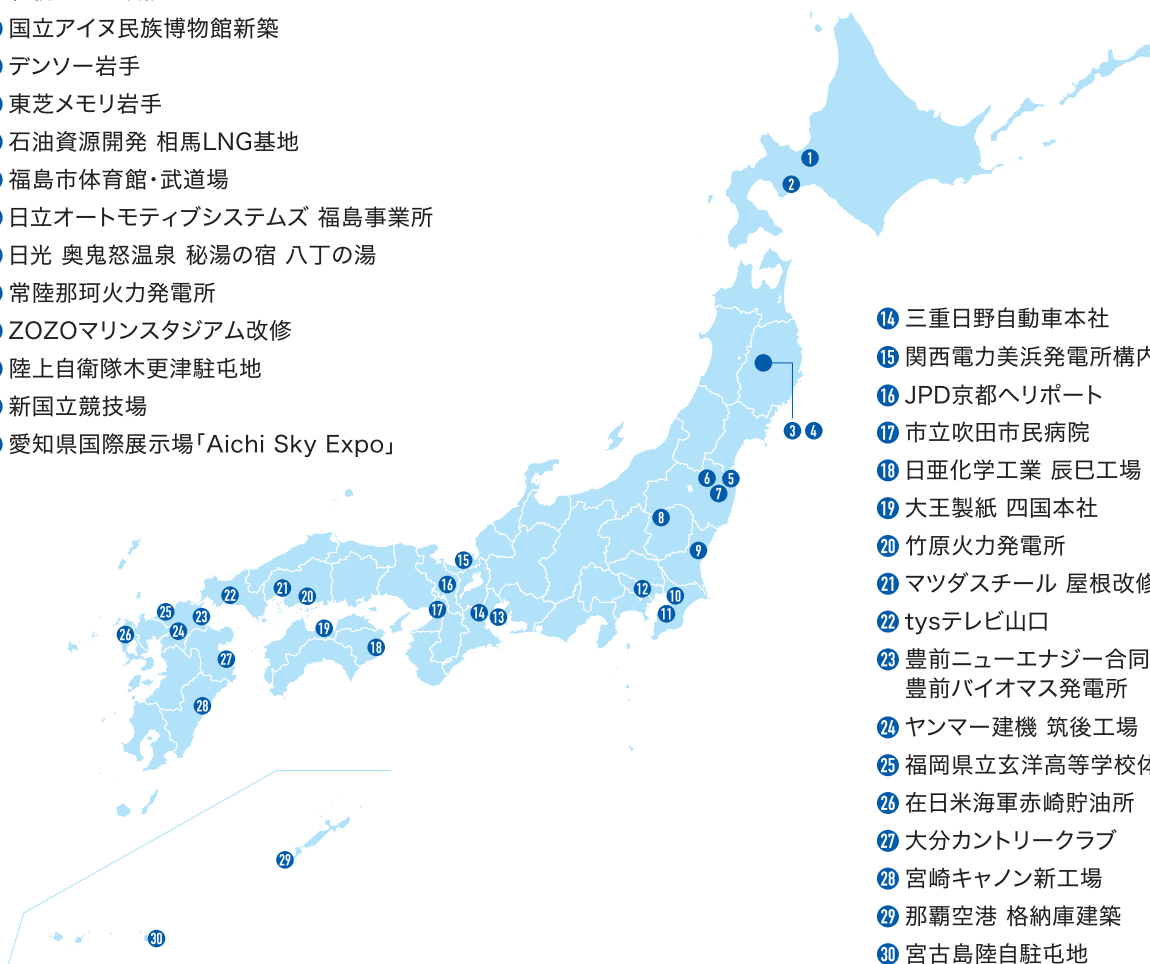 国立アイヌ民族博物館新築
デンソー岩手
東芝メモリ岩手
石油資源開発 相馬LNG基地
福島市体育館・武道場
日立オートモティブシステムズ 福島事業所
日光 奥鬼怒温泉 秘湯の宿 八丁の湯
常陸那珂火力発電所
ZOZOマリンスタジアム改修
陸上自衛隊木更津駐屯地
新国立競技場
愛知県国際展示場「Aichi Sky Expo」
1
2
3 4
6 5
7
8
9
15
16
21 20
22
12 10
11
25 23
17 14 13
26 24
19
18
27
28
29
30
14 三重日野自動車本社
15 関西電力美浜発電所構内
16 JPD京都ヘリポート
17 市立吹田市民病院
18 日亜化学工業 辰巳工場
19 大王製紙 四国本社
20 竹原火力発電所
21 マツダスチール 屋根改修
22 tysテレビ山口
23 豊前ニューエナジー合同
豊前バイオマス発電所
24 ヤンマー建機 筑後工場
25 福岡県立玄洋高等学校体
26 在日米海軍赤崎貯油所
27 大分カントリークラブ
28 宮崎キャノン新工場
29 那覇空港 格納庫建築
30 宮古島陸自駐屯地